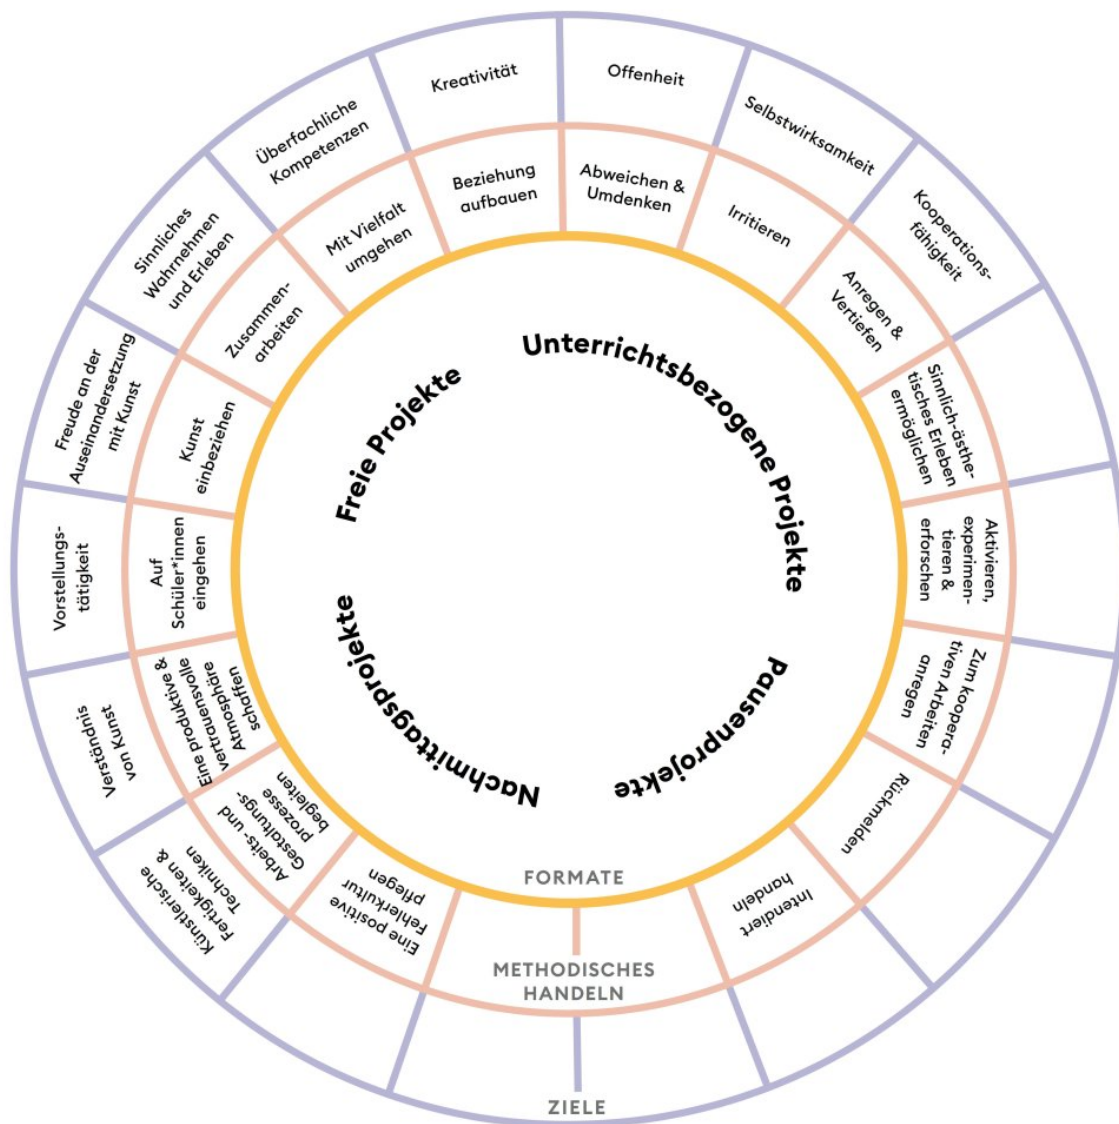 Kreativität
Offenheit
Selbstwirksamkeit
Kooperations-
fähigkeit
Künstlerische
Fertigkeiten &
Techniken
Verständnis
von Kunst
Vorstellungs-
tätigkeit
Freude an der
Auseinandersetzung
mit Kunst
Sinnliches
Wahrnehmen
und Erleben
Überfachliche
Kompetenzen
Beziehung
aufbauen
Abweichen &
Umdenken
Irritieren
Anregen &
Vertiefen
Sinnlich-ästhe-
tisches Erleben
ermöglichen
Aktivieren,
experimen-
tieren &
erforschen
Zum koopera-
tiven Arbeiten
anregen
Rückmelden
Intendiert
handeln
Eine positive
Fehlerkultur
pflegen
Arbeits- und
Gestaltungs-
prozesse
begleiten
Eine produktive &
vertrauensvolle
Atmosphäre
schaffen
Auf
Schüler*innen
eingehen
Kunst
einbeziehen
Zusammen-
arbeiten
Mit Vielfalt
umgehen
Freie Projekte
Unterrichtsbezogene Projekte
Pausenprojekte
Nachmittagsprojekte
FORMATE
METHODISCHES
HANDELN
ZIELE